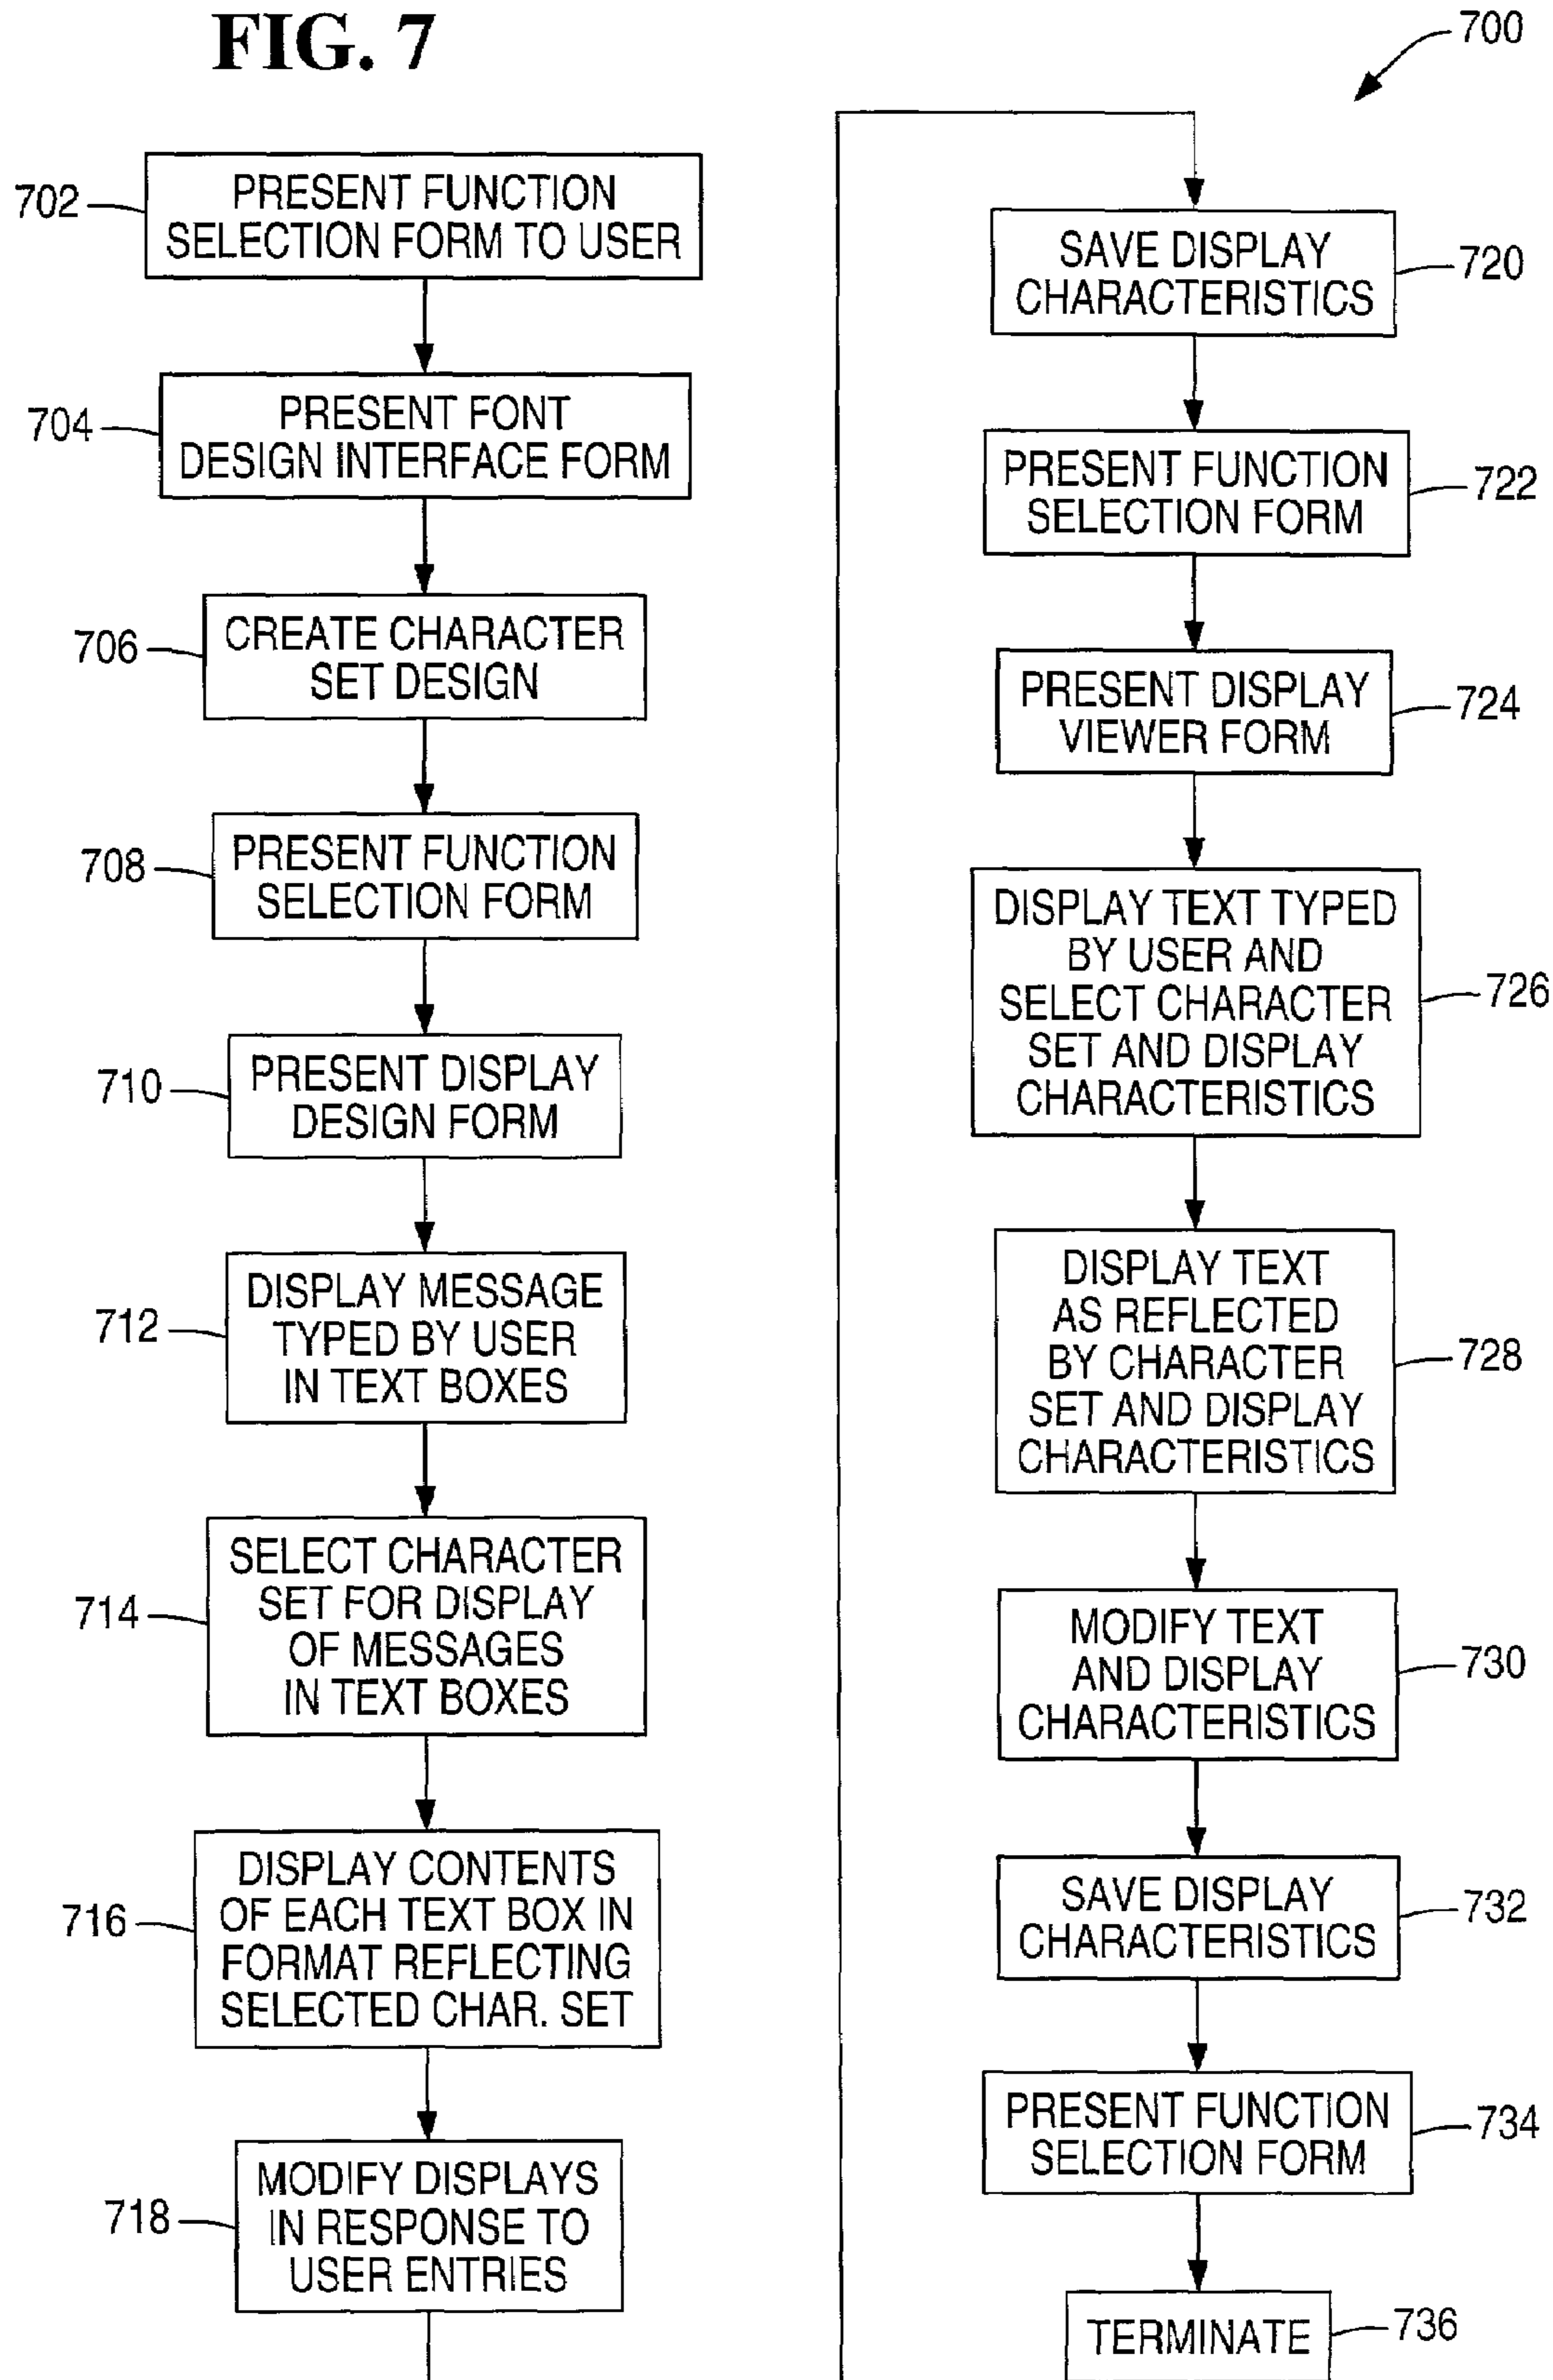 FIG. 7
700
702
PRESENT FUNCTION
SELECTION FORM TO USER
704
PRESENT FONT
DESIGN INTERFACE FORM
706
CREATE CHARACTER
SET DESIGN
708
PRESENT FUNCTION
SELECTION FORM
710
PRESENT DISPLAY
DESIGN FORM
712
DISPLAY MESSAGE
TYPED BY USER
IN TEXT BOXES
714
SELECT CHARACTER
SET FOR DISPLAY
OF MESSAGES
IN TEXT BOXES
716
DISPLAY CONTENTS
OF EACH TEXT BOX IN
FORMAT REFLECTING
SELECTED CHAR. SET
718
MODIFY DISPLAYS
IN RESPONSE TO
USER ENTRIES
SAVE DISPLAY
CHARACTERISTICS
720
PRESENT FUNCTION
SELECTION FORM
722
PRESENT DISPLAY
VIEWER FORM
724
DISPLAY TEXT TYPED
BY USER AND
SELECT CHARACTER
SET AND DISPLAY
CHARACTERISTICS
726
DISPLAY TEXT
AS REFLECTED
BY CHARACTER
SET AND DISPLAY
CHARACTERISTICS
728
MODIFY TEXT
AND DISPLAY
CHARACTERISTICS
730
SAVE DISPLAY
CHARACTERISTICS
732
PRESENT FUNCTION
SELECTION FORM
734
TERMINATE
736